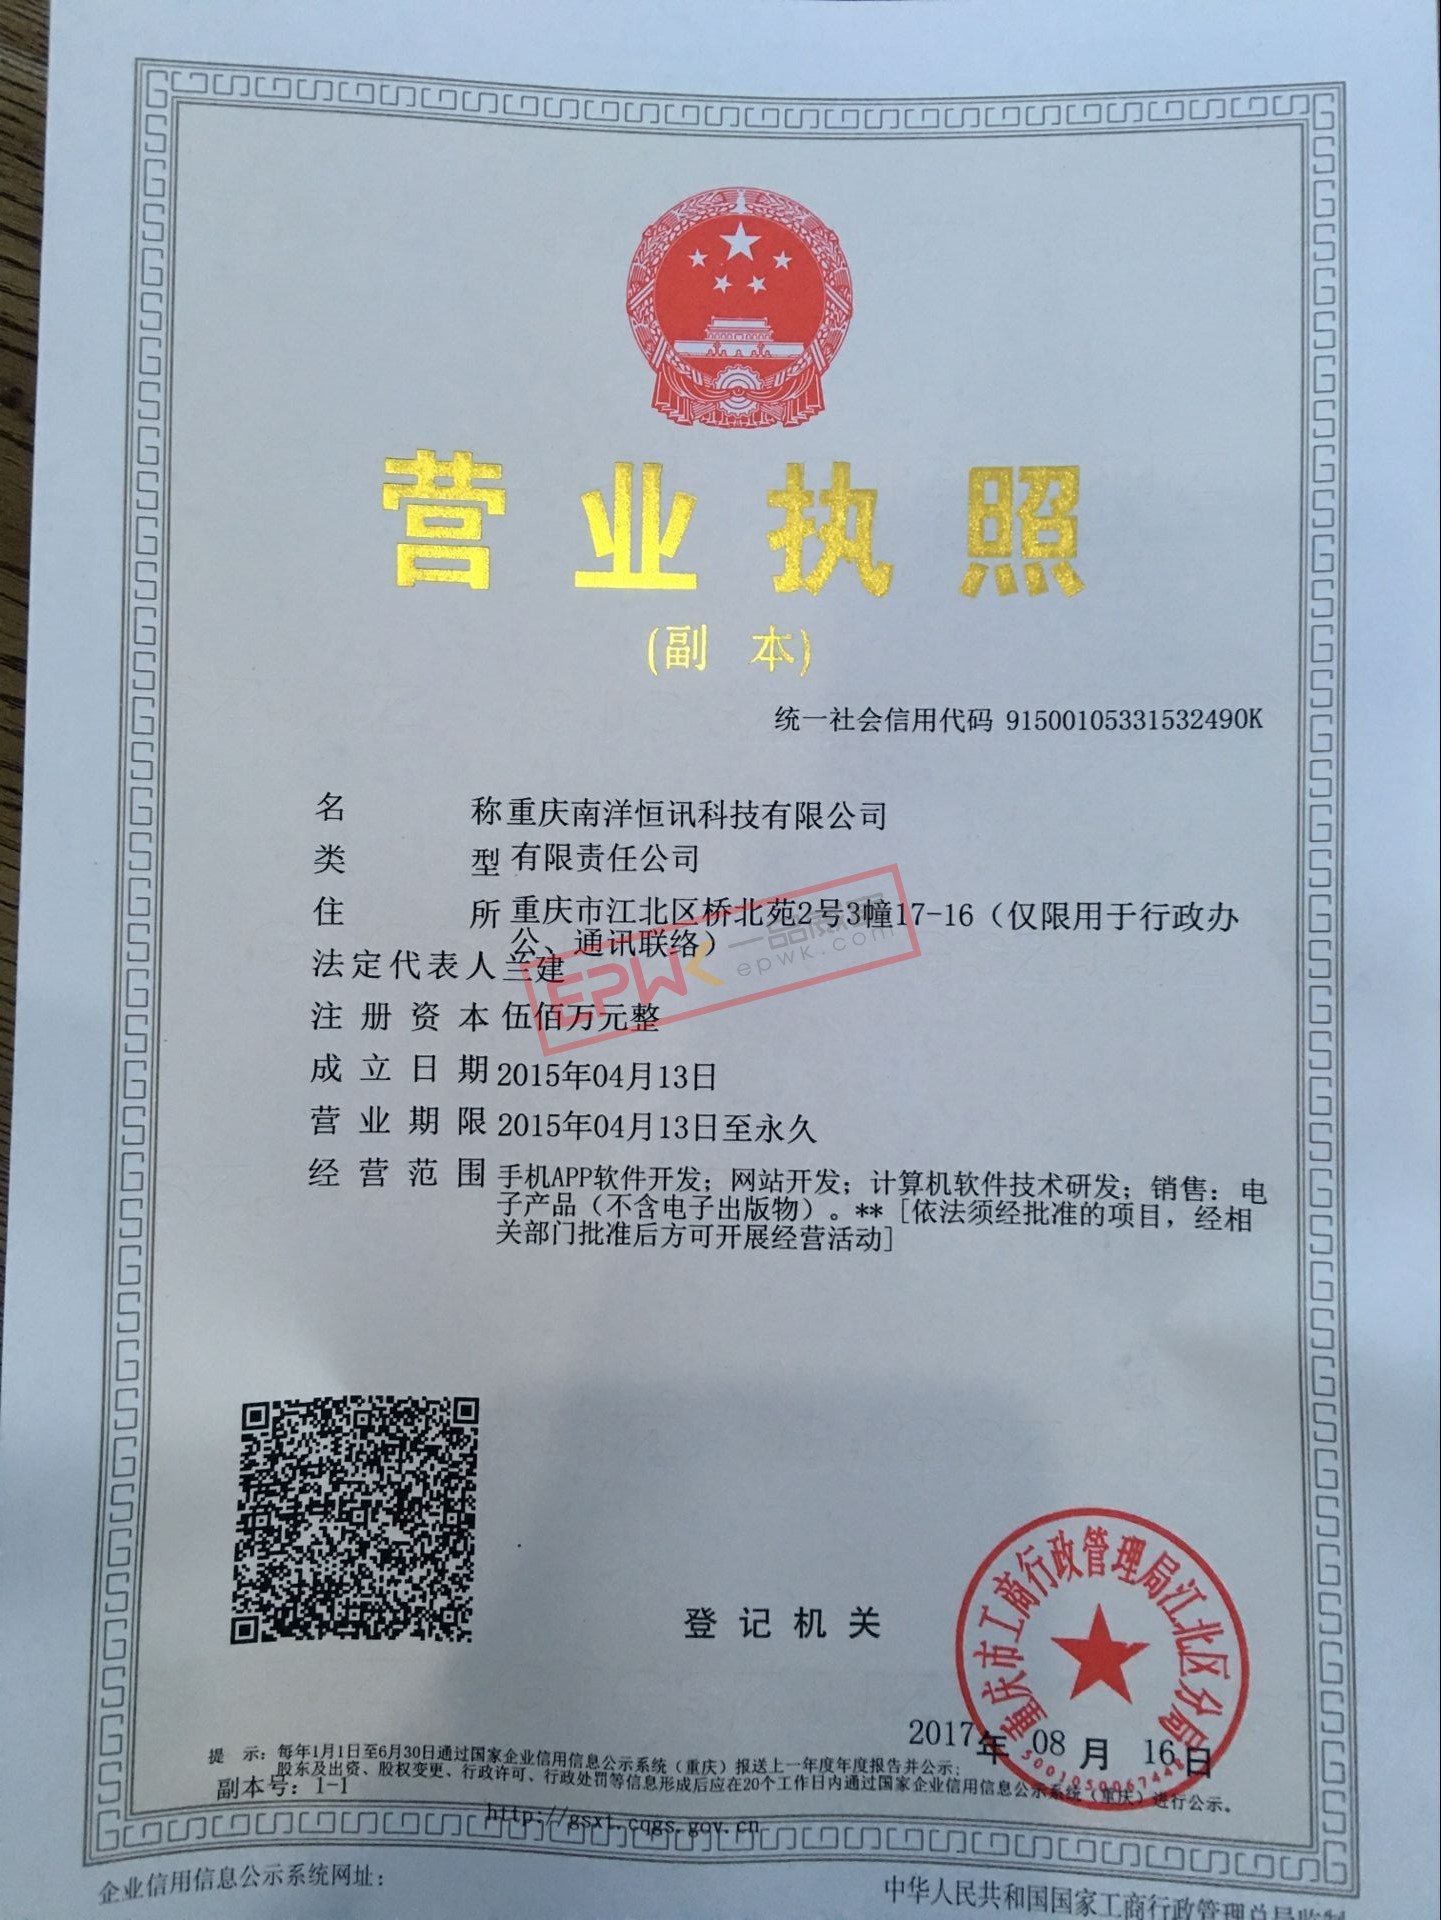 营业执照
(副 本)
统一社会信用代码 91500105331532490K
名 称 重庆南洋恒讯科技有限公司
类 型 有限责任公司
住 所 重庆市江北区桥北苑2号3幢17-16（仅限用于行政办
公、通讯联络）
法定代表人 兰建
注册资本 伍佰万元整
成立日期 2015年04月13日
营业期限 2015年04月13日至永久
经营范围 手机APP软件开发；网站开发；计算机软件技术研发；销售：电
子产品（不含电子出版物）。**［依法须经批准的项目，经相
关部门批准后方可开展经营活动］
EPWK 一品威客
epwk.com
登记机关
重庆市工商行政管理局江北区分局
2017年 08月 16日
提 示：每年1月1日至6月30日通过国家企业信用信息公示系统（重庆）报送上一年度年度报告并公示；
股东及出资、股权变更、行政许可、行政处罚等信息形成后应在20个工作日内通过国家企业信用信息公示系统（重庆）进行公示。
副本号：1-1
http://gsxt.cqgs.gov.cn
企业信用信息公示系统网址：
中华人民共和国国家工商行政管理总局监制